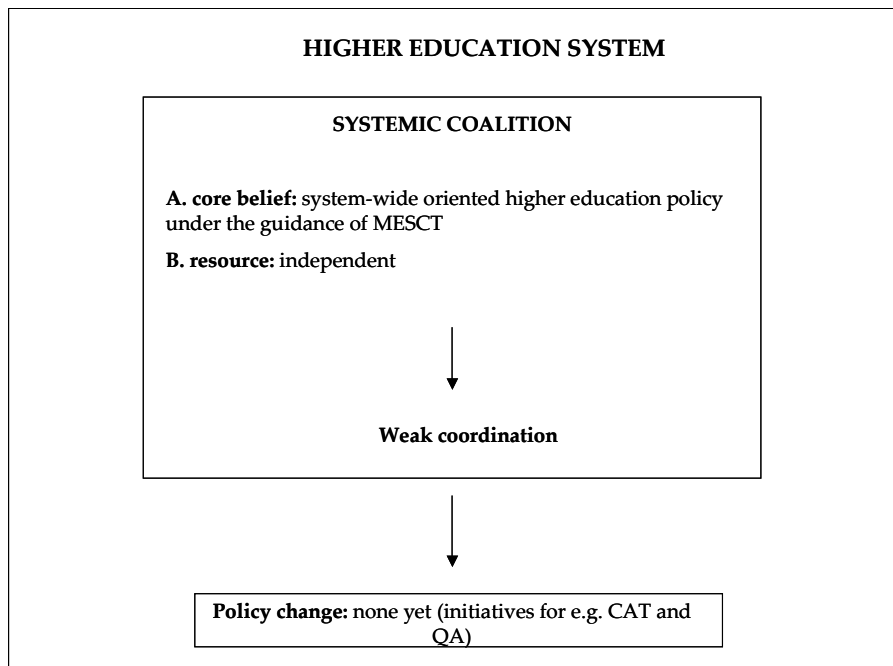 HIGHER EDUCATION SYSTEM
SYSTEMIC COALITION
A. core belief: system-wide oriented higher education policy
under the guidance of MESCT
B. resource: independent
Weak coordination
Policy change: none yet (initiatives for e.g. CAT and
QA)